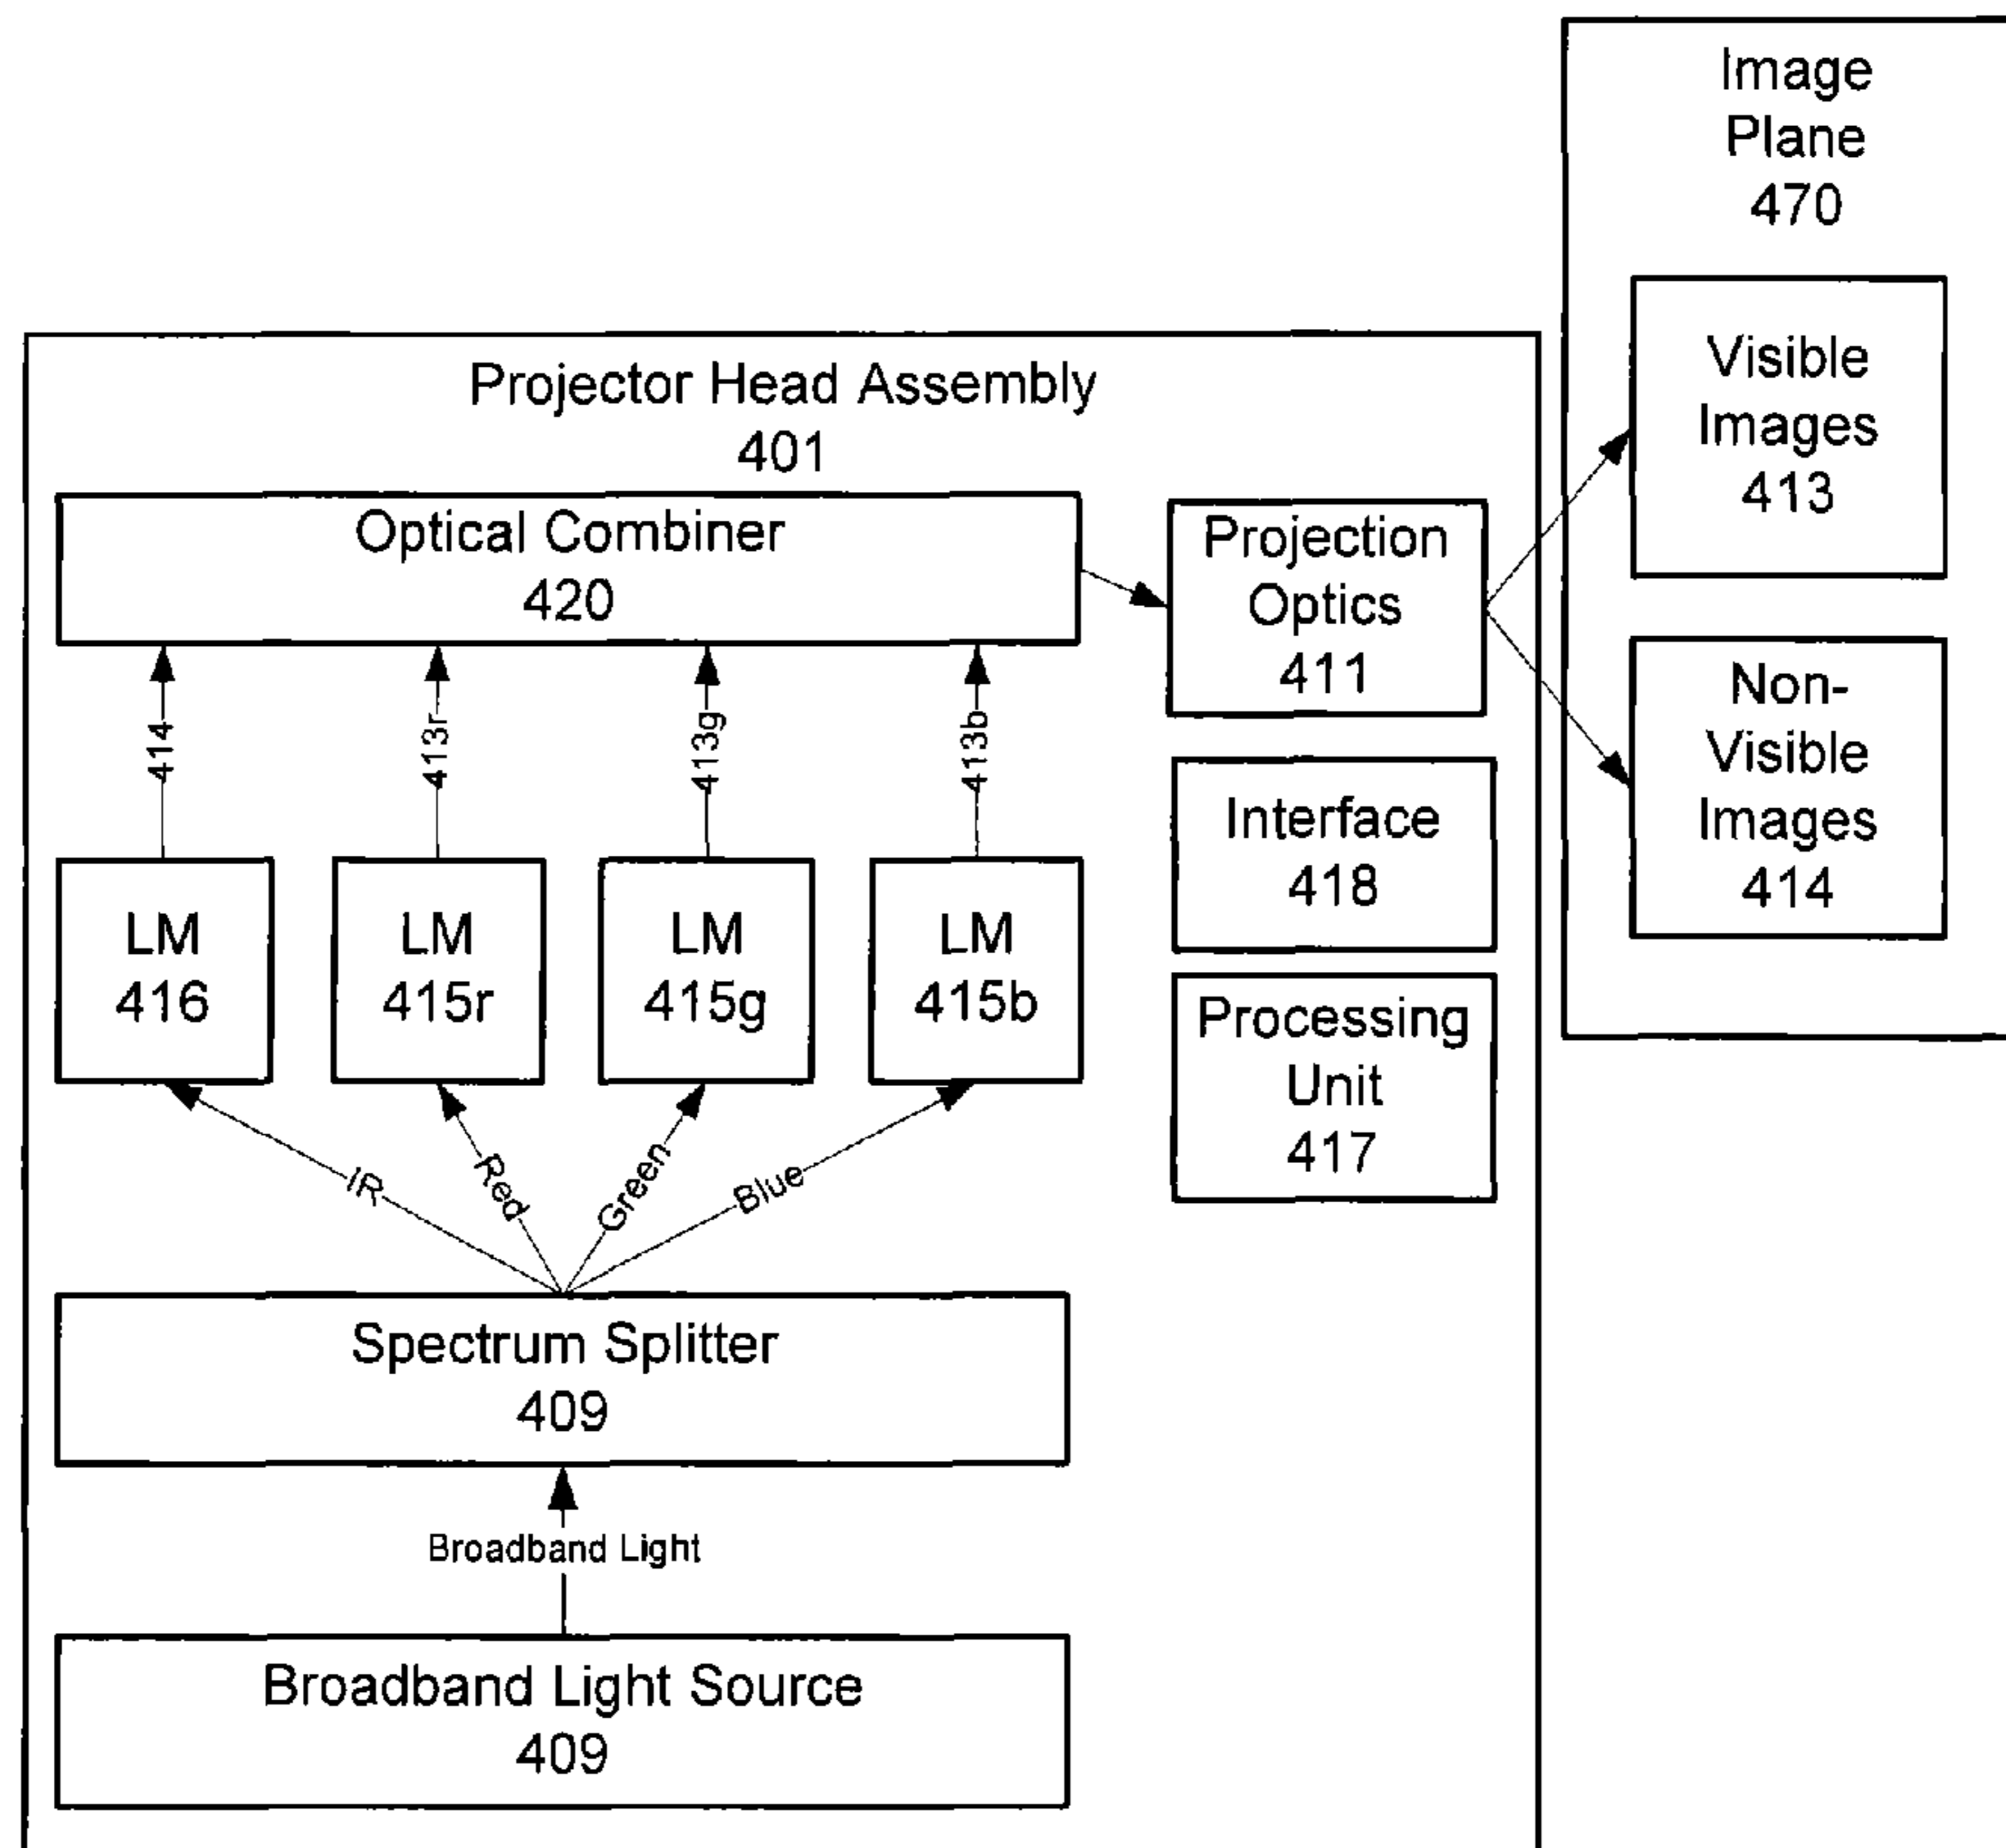 Image
Plane
470
Visible
Images
413
Non-
Visible
Images
414
Projector Head Assembly
401
Optical Combiner
420
Projection
Optics
411
414
413r
413g
413b
Interface
418
LM
416
LM
415r
LM
415g
LM
415b
Processing
Unit
417
IR
Red
Green
Blue
Spectrum Splitter
409
Broadband Light
Broadband Light Source
409